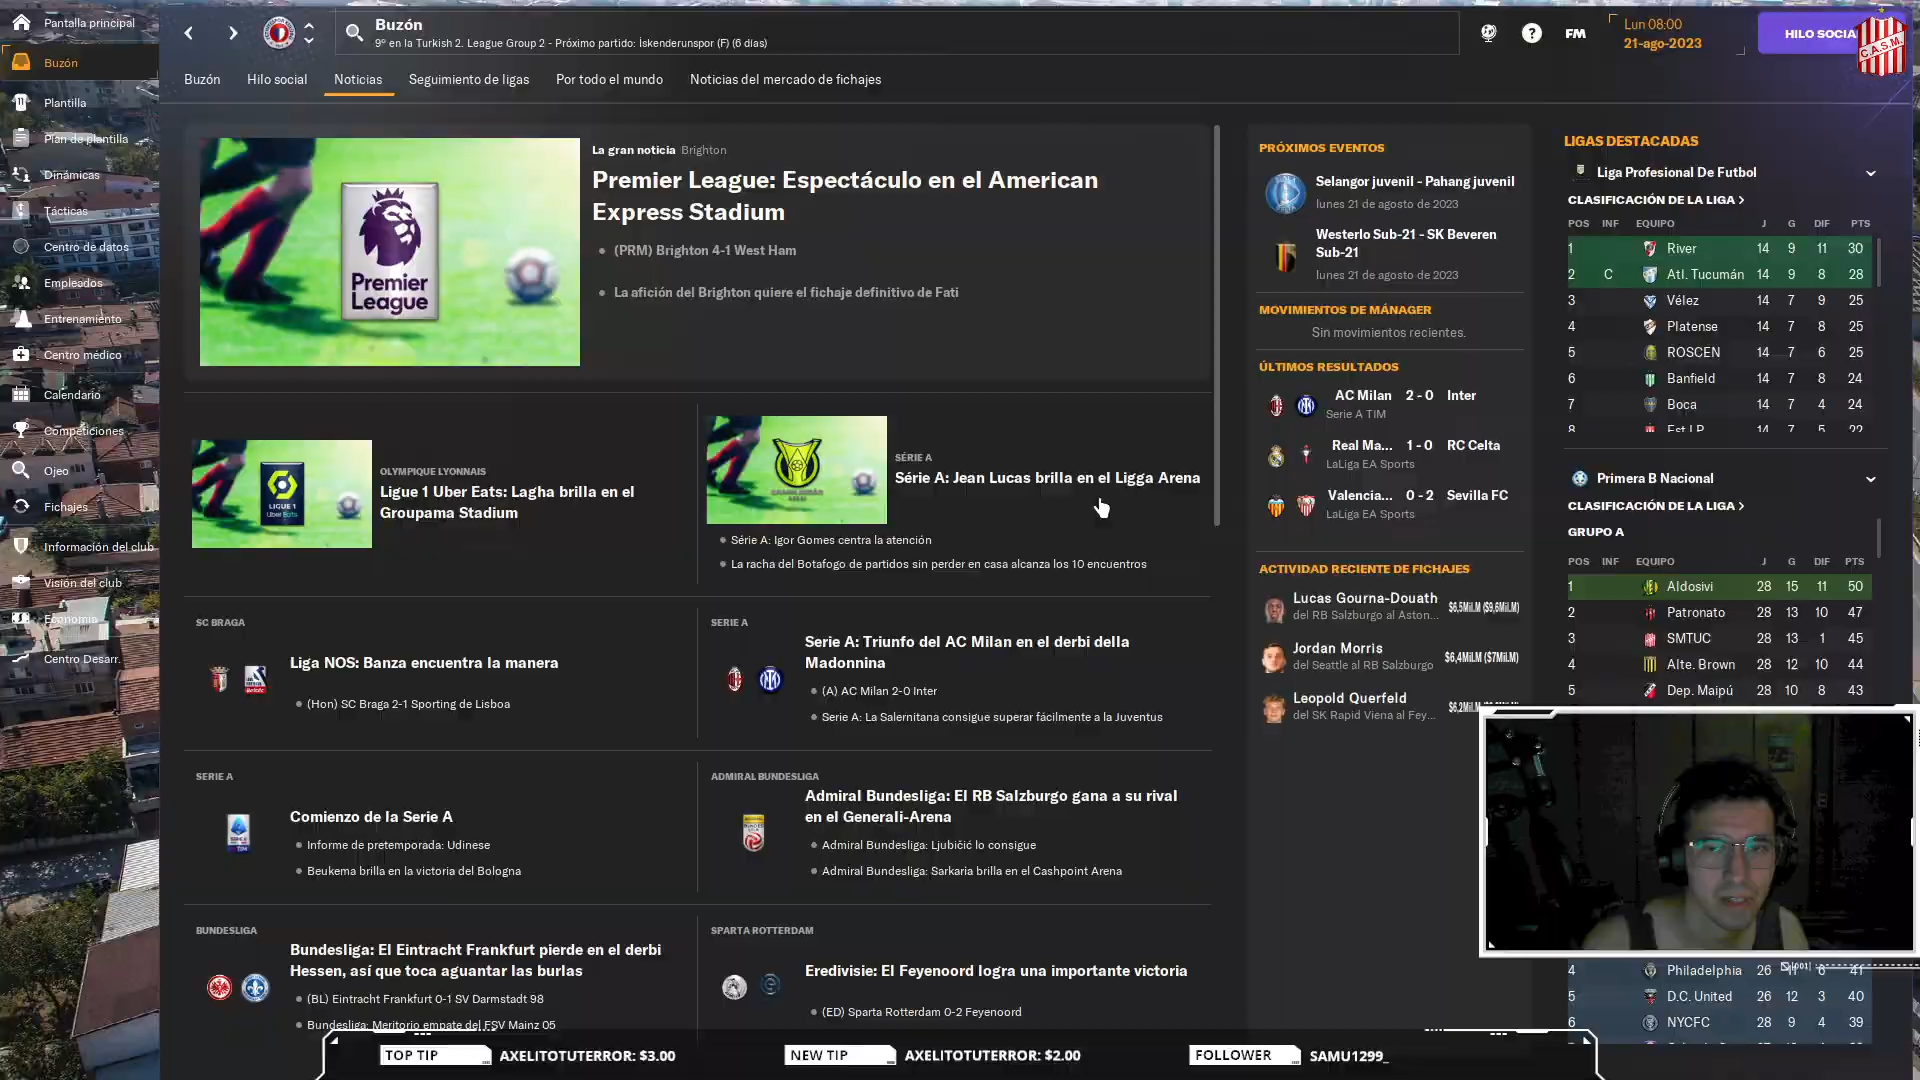 Pantalla principal
Buzón
Plantilla
Plan de plantilla
Dinámicas
Tácticas
Centro de datos
Empleados
Entrenamiento
Centro médico
Calendario
Competiciones
Ojeo
Fichajes
Información del club
Visión del club
Economía
Centro Desarr.
Buzón
9º en la Turkish 2. League Group 2 - Próximo partido: İskenderunspor (F) (6 días)
FM
Lun 08:00
21-ago-2023
HILO SOCIA
C.A.S.M.
Buzón
Hilo social
Noticias
Seguimiento de ligas
Por todo el mundo
Noticias del mercado de fichajes
Premier
League
La gran noticia Brighton
Premier League: Espectáculo en el American
Express Stadium
(PRM) Brighton 4-1 West Ham
La afición del Brighton quiere el fichaje definitivo de Fati
LIGUE 1
Uber Eats
OLYMPIQUE LYONNAIS
Ligue 1 Uber Eats: Lagha brilla en el
Groupama Stadium
SÉRIE A
Série A: Jean Lucas brilla en el Ligga Arena
Série A: Igor Gomes centra la atención
La racha del Botafogo de partidos sin perder en casa alcanza los 10 encuentros
SC BRAGA
Liga NOS: Banza encuentra la manera
(Hon) SC Braga 2-1 Sporting de Lisboa
SERIE A
Serie A: Triunfo del AC Milan en el derbi della
Madonnina
(A) AC Milan 2-0 Inter
Serie A: La Salernitana consigue superar fácilmente a la Juventus
SERIE A
Comienzo de la Serie A
Informe de pretemporada: Udinese
Beukema brilla en la victoria del Bologna
ADMIRAL BUNDESLIGA
Admiral Bundesliga: El RB Salzburgo gana a su rival
en el Generali-Arena
Admiral Bundesliga: Ljubičić lo consigue
Admiral Bundesliga: Sarkaria brilla en el Cashpoint Arena
BUNDESLIGA
Bundesliga: El Eintracht Frankfurt pierde en el derbi
Hessen, así que toca aguantar las burlas
(BL) Eintracht Frankfurt 0-1 SV Darmstadt 98
Bundesliga: Meritorio empate del FSV Mainz 05
SPARTA ROTTERDAM
Eredivisie: El Feyenoord logra una importante victoria
(ED) Sparta Rotterdam 0-2 Feyenoord
PRÓXIMOS EVENTOS
Selangor juvenil - Pahang juvenil
lunes 21 de agosto de 2023
Westerlo Sub-21 - SK Beveren
Sub-21
lunes 21 de agosto de 2023
MOVIMIENTOS DE MÁNAGER
Sin movimientos recientes.
ÚLTIMOS RESULTADOS
AC Milan 2 - 0 Inter
Serie A TIM
Real Ma... 1 - 0 RC Celta
LaLiga EA Sports
Valencia... 0 - 2 Sevilla FC
LaLiga EA Sports
ACTIVIDAD RECIENTE DE FICHAJES
Lucas Gourna-Douath
del RB Salzburgo al Aston...
$6,5Mil.M ($9,6Mil.M)
Jordan Morris
del Seattle al RB Salzburgo
$6,4Mil.M ($7Mil.M)
Leopold Querfeld
del SK Rapid Viena al Fey...
LIGAS DESTACADAS
Liga Profesional De Futbol
CLASIFICACIÓN DE LA LIGA >
POS INF EQUIPO J G DIF PTS
1 River 14 9 11 30
2 C Atl. Tucumán 14 9 8 28
3 Vélez 14 7 9 25
4 Platense 14 7 8 25
5 ROSCEN 14 7 6 25
6 Banfield 14 7 8 24
7 Boca 14 7 4 24
8 Est.LP 14 7 5 22
Primera B Nacional
CLASIFICACIÓN DE LA LIGA >
GRUPO A
POS INF EQUIPO J G DIF PTS
1 Aldosivi 28 15 11 50
2 Patronato 28 13 10 47
3 SMTUC 28 13 1 45
4 Alte. Brown 28 12 10 44
5 Dep. Maipú 28 10 8 43
4 Philadelphia 26 11 6 41
5 D.C. United 26 12 3 40
6 NYCFC 28 9 4 39
TOP TIP
AXELITOTUTERROR: $3.00
NEW TIP
AXELITOTUTERROR: $2.00
FOLLOWER
SAMU1299_